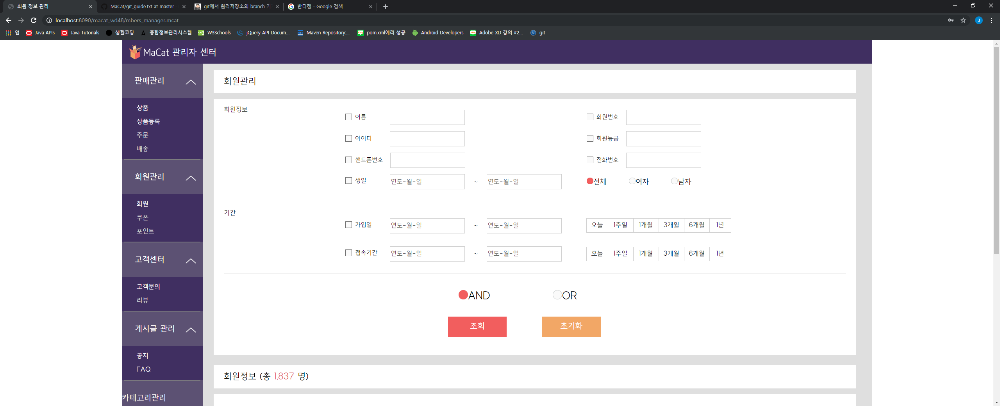 회원 정보 관리
MaCat/git_guide.txt at master ·
git에서 원격저장소의 branch 가
반디캠 - Google 검색
localhost:8090/macat_wd48/mbers_manager.mcat
J
앱 Java APIs Java Tutorials 생활코딩 종합정보관리시스템 W3Schools jQuery API Docum... Maven Repository:... pom.xml에러 성공 Android Developers Adobe XD 강의 #2... git
MaCat 관리자 센터
판매관리
상품
상품등록
주문
배송
회원관리
회원
쿠폰
포인트
고객센터
고객문의
리뷰
게시글 관리
공지
FAQ
카테고리관리
회원관리
회원정보
이름 회원번호
아이디 회원등급
핸드폰번호 전화번호
생일 연도-월-일 ~ 연도-월-일 전체 여자 남자
기간
가입일 연도-월-일 ~ 연도-월-일 오늘 1주일 1개월 3개월 6개월 1년
접속기간 연도-월-일 ~ 연도-월-일 오늘 1주일 1개월 3개월 6개월 1년
AND OR
조회 초기화
회원정보 (총 1,837 명)